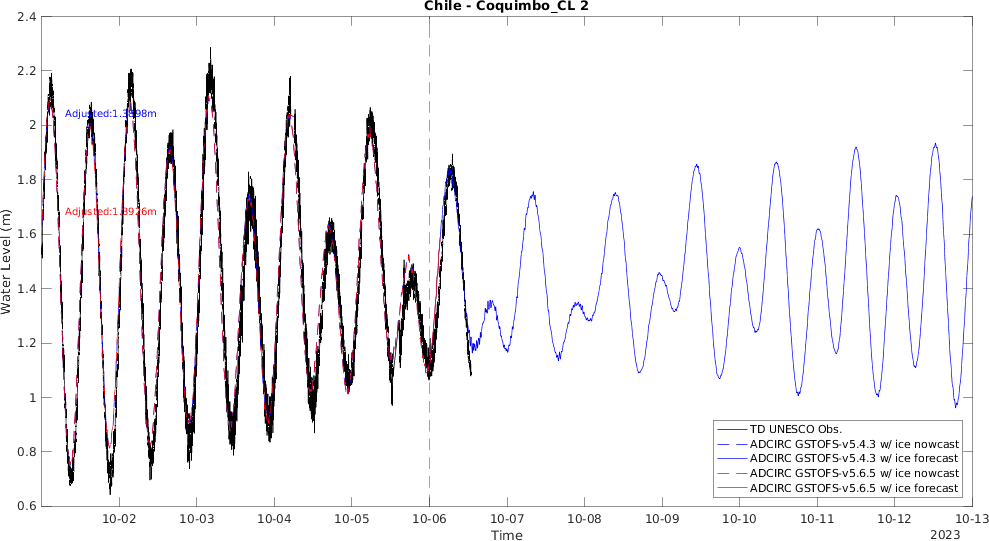 Chile - Coquimbo_CL 2
2.4
2.2
2
1.8
1.6
1.4
1.2
1
0.8
0.6
Water Level (m)
Adjusted:1.3898m
Adjusted:1.3926m
TD UNESCO Obs.
ADCIRC GSTOFS-v5.4.3 w/ ice nowcast
ADCIRC GSTOFS-v5.4.3 w/ ice forecast
ADCIRC GSTOFS-v5.6.5 w/ ice nowcast
ADCIRC GSTOFS-v5.6.5 w/ ice forecast
10-02 10-03 10-04 10-05 10-06 10-07 10-08 10-09 10-10 10-11 10-12 10-13
Time
2023